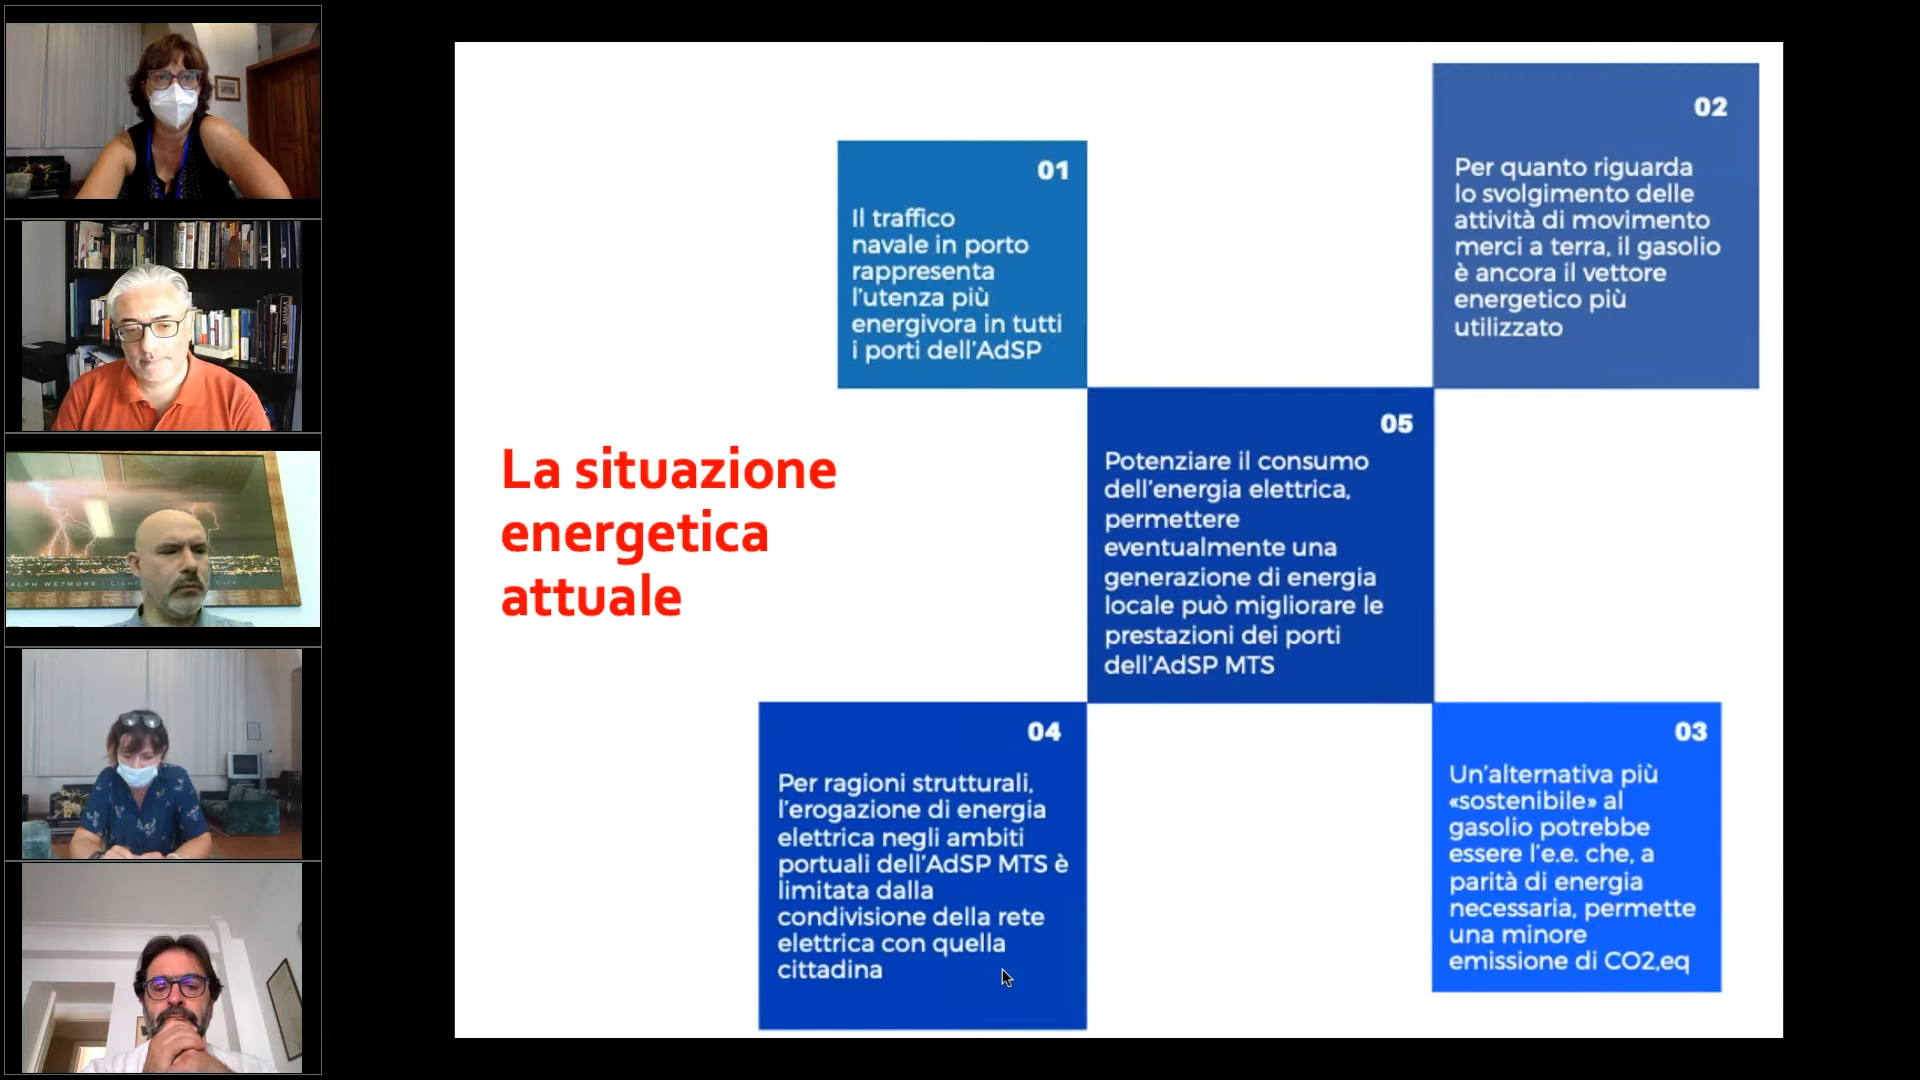 La situazione
energetica
attuale
01
Il traffico
navale in porto
rappresenta
l'utenza più
energivora in tutti
i porti dell'AdSP
02
Per quanto riguarda
lo svolgimento delle
attività di movimento
merci a terra, il gasolio
è ancora il vettore
energetico più
utilizzato
05
Potenziare il consumo
dell'energia elettrica,
permettere
eventualmente una
generazione di energia
locale può migliorare le
prestazioni dei porti
dell'AdSP MTS
04
Per ragioni strutturali,
l'erogazione di energia
elettrica negli ambiti
portuali dell'AdSP MTS è
limitata dalla
condivisione della rete
elettrica con quella
cittadina
03
Un'alternativa più
«sostenibile» al
gasolio potrebbe
essere l'e.e. che, a
parità di energia
necessaria, permette
una minore
emissione di CO2,eq
ALPH WETMORE